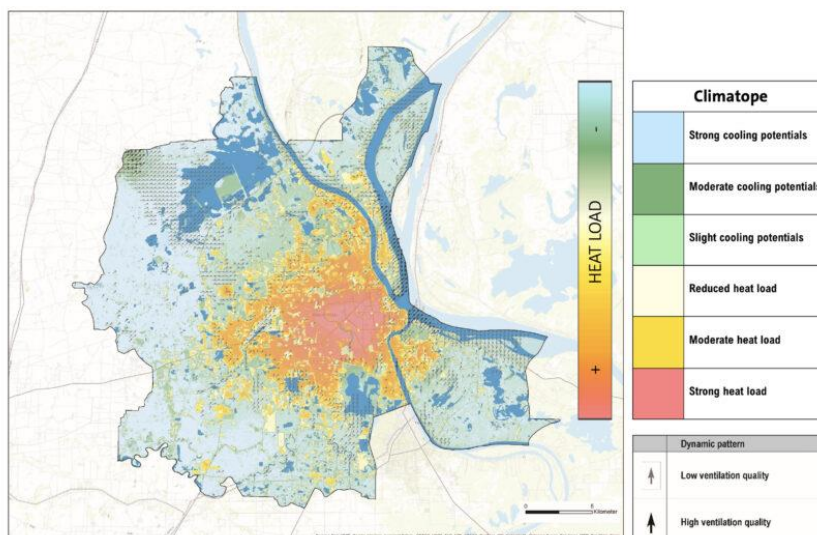 Climatope
-
Strong cooling potentials
Moderate cooling potentials
Slight cooling potentials
HEAT LOAD
Reduced heat load
Moderate heat load
+
Strong heat load
Dynamic pattern
Low ventilation quality
0 6
Kilometer
High ventilation quality